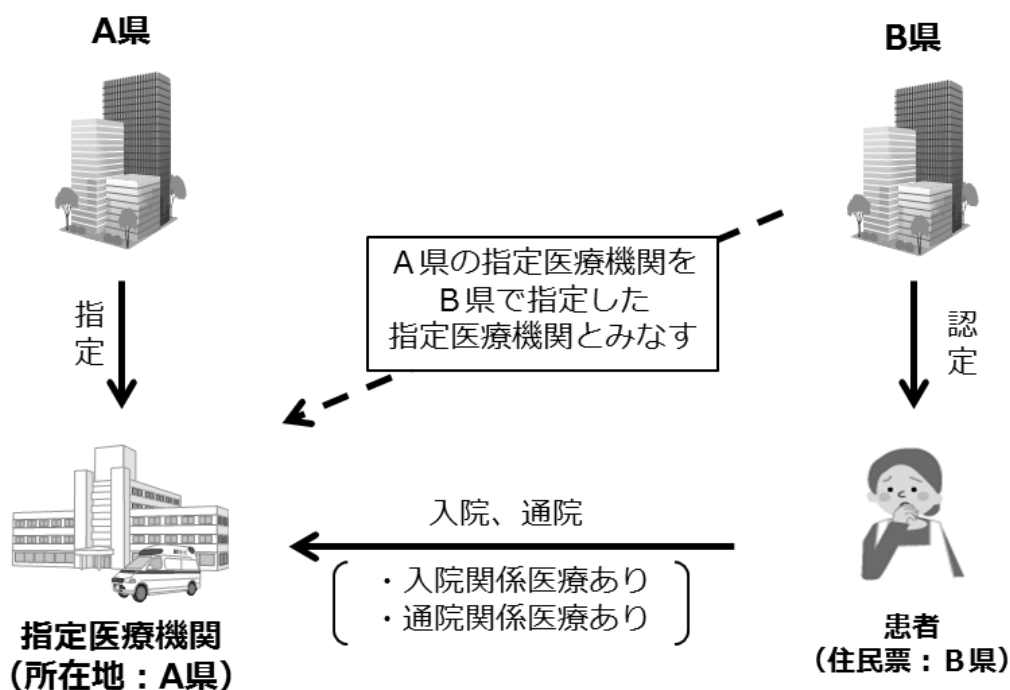 A県
B県
A県の指定医療機関を
B県で指定した
指定医療機関とみなす
指定
認定
入院、通院
・入院関係医療あり
・通院関係医療あり
指定医療機関
（所在地：A県）
患者
（住民票：B県）